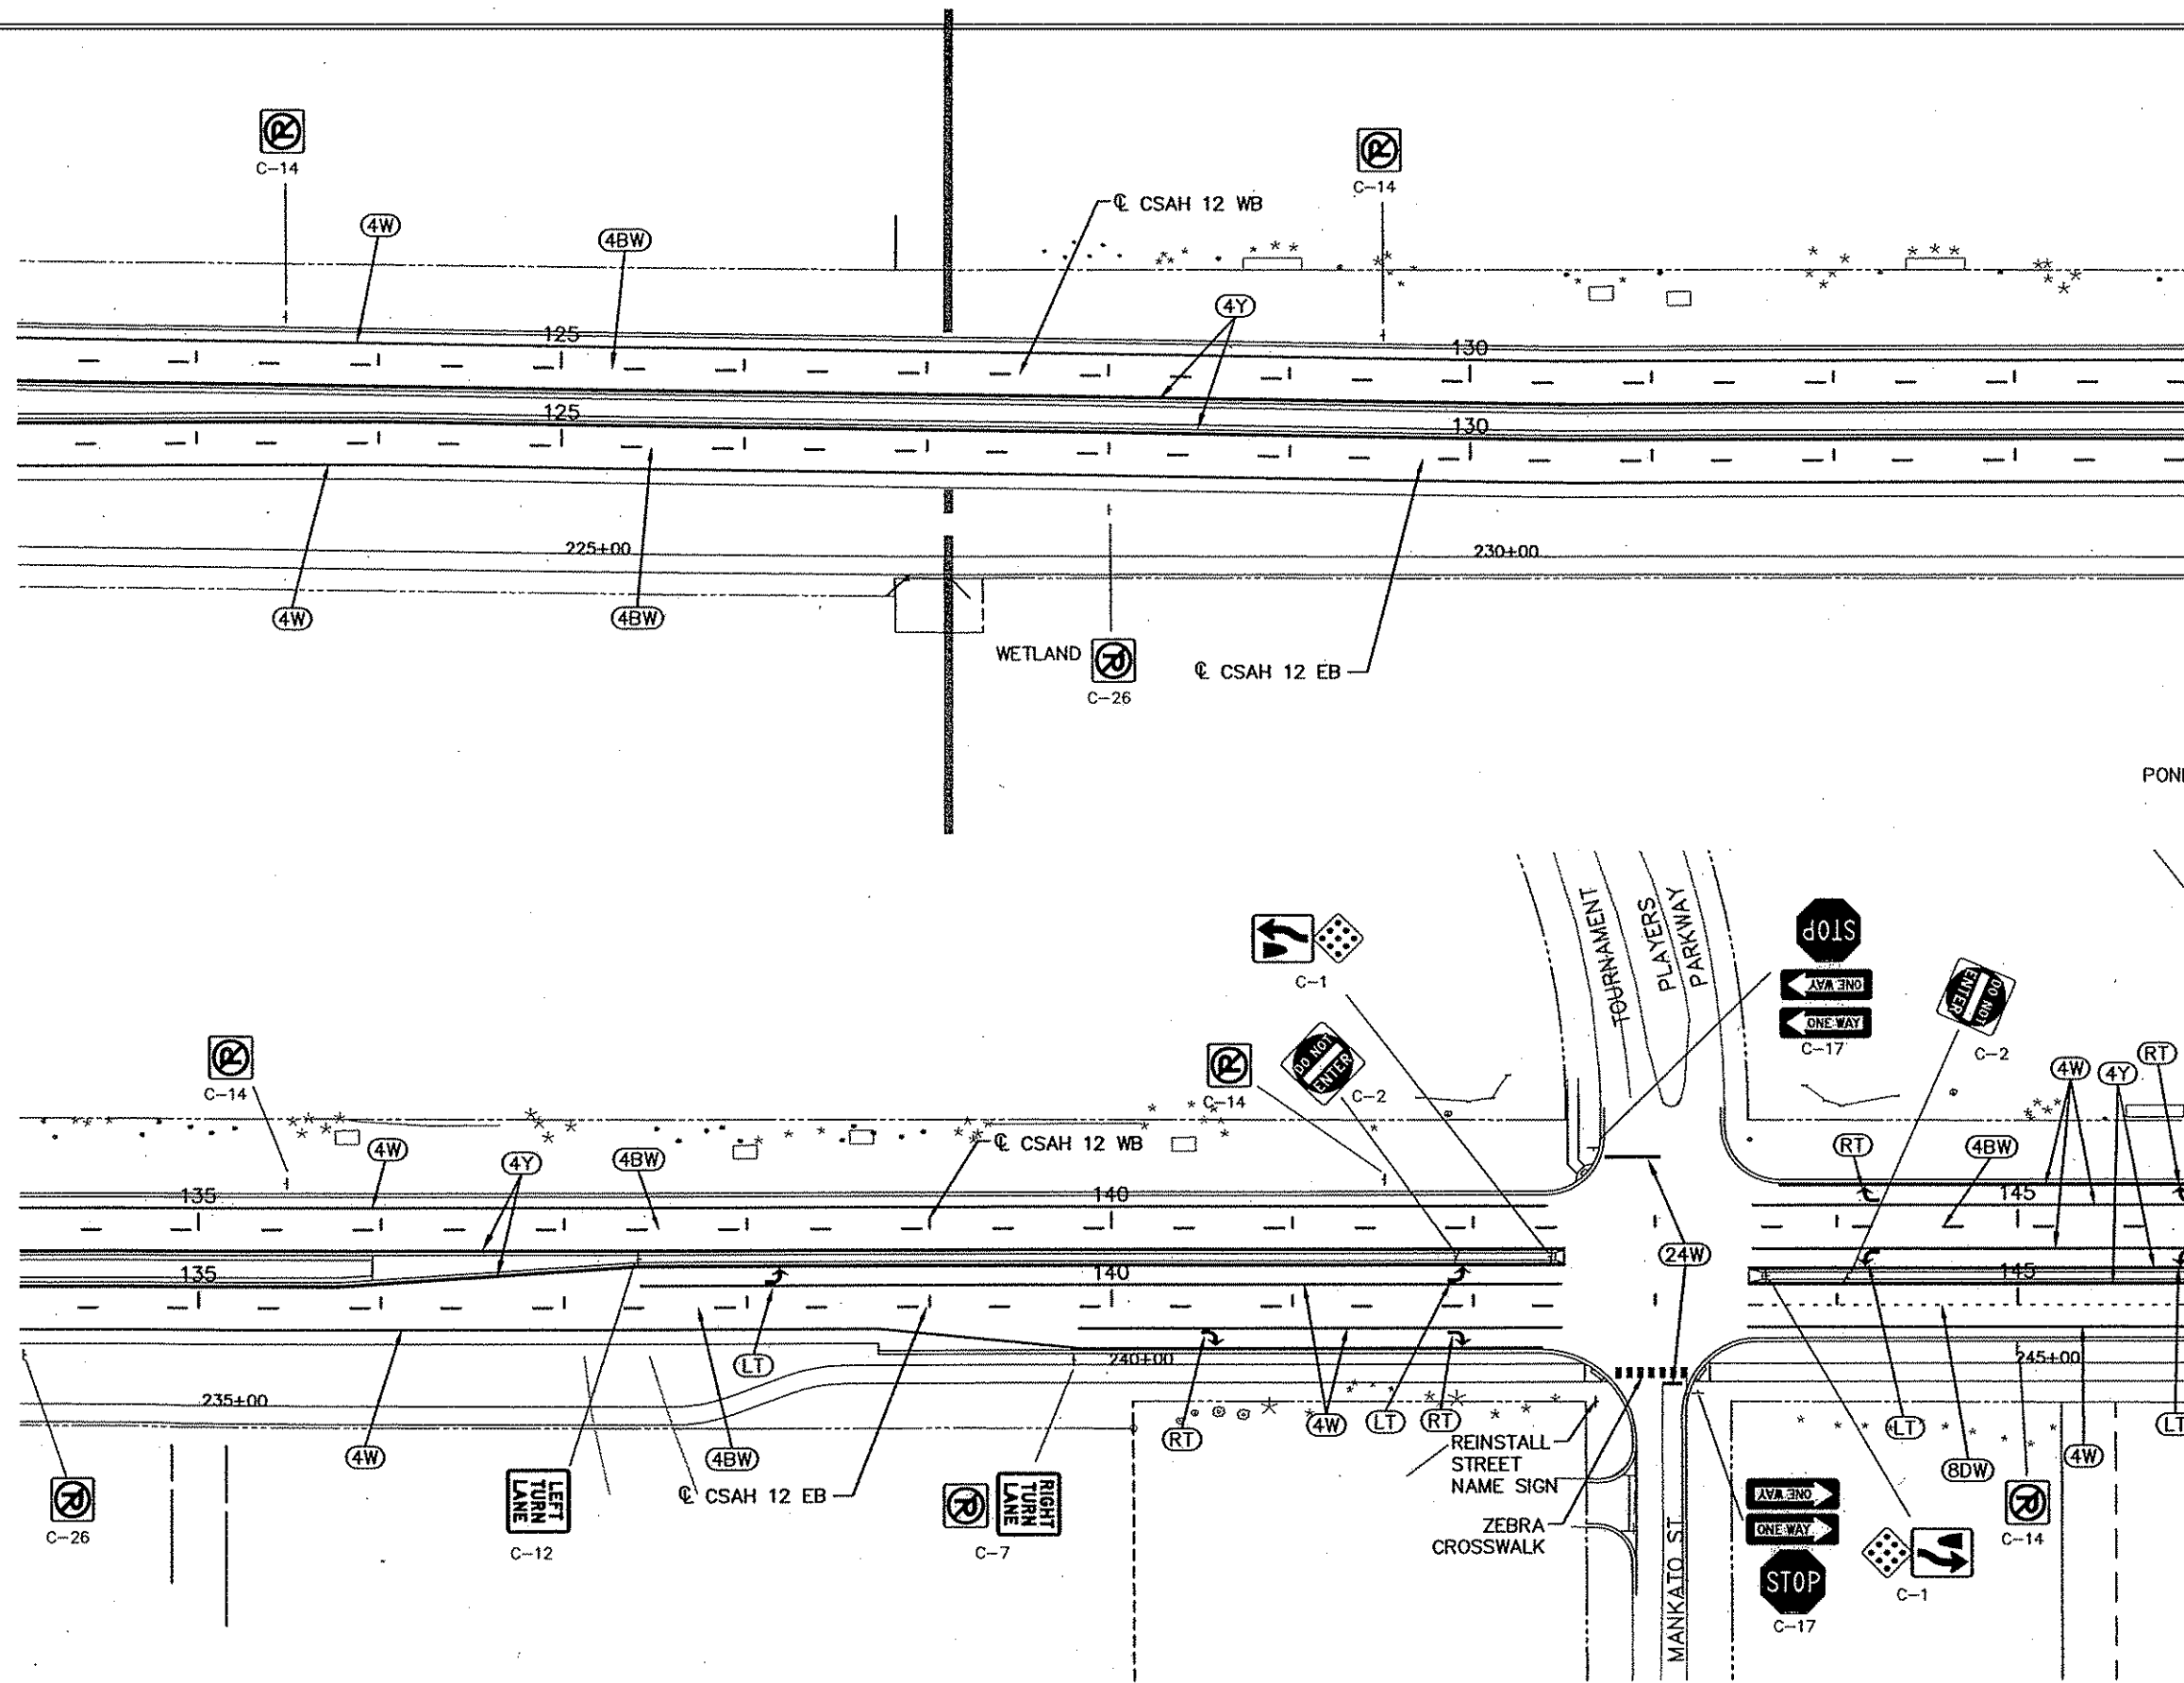 C-14
4W
4BW
℄ CSAH 12 WB
C-14
4Y
125
130
125
130
225+00
230+00
4W
4BW
WETLAND
C-26
℄ CSAH 12 EB
TOURNAMENT
PLAYERS
PARKWAY
C-1
STOP
ONE WAY
ONE WAY
C-17
DO NOT
ENTER
C-2
C-14
C-14
DO NOT
ENTER
C-2
4W
4Y
RT
4W
4Y
4BW
℄ CSAH 12 WB
RT
4BW
135
140
145
24W
135
140
145
LT
240+00
245+00
235+00
4W
4BW
RT
4W
LT
RT
LT
8DW
4W
LT
REINSTALL
STREET
NAME SIGN
ZEBRA
CROSSWALK
℄ CSAH 12 EB
C-26
LEFT
TURN
LANE
C-12
RIGHT
TURN
LANE
C-7
MANKATO ST.
ONE WAY
ONE WAY
STOP
C-17
C-1
C-14